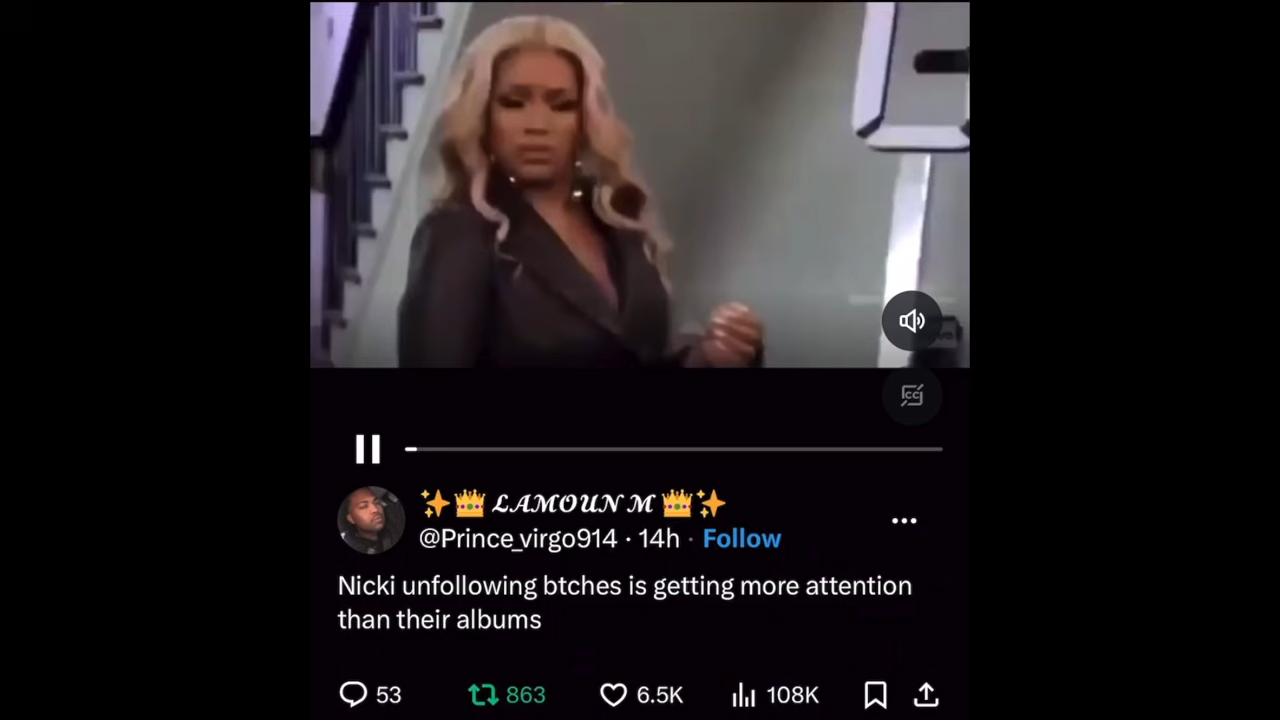 ✨👑 𝓛𝓐𝓜𝓞𝓤𝓝 𝓜 👑✨
@Prince_virgo914 · 14h · Follow
Nicki unfollowing btches is getting more attention
than their albums
53 863 6.5K 108K